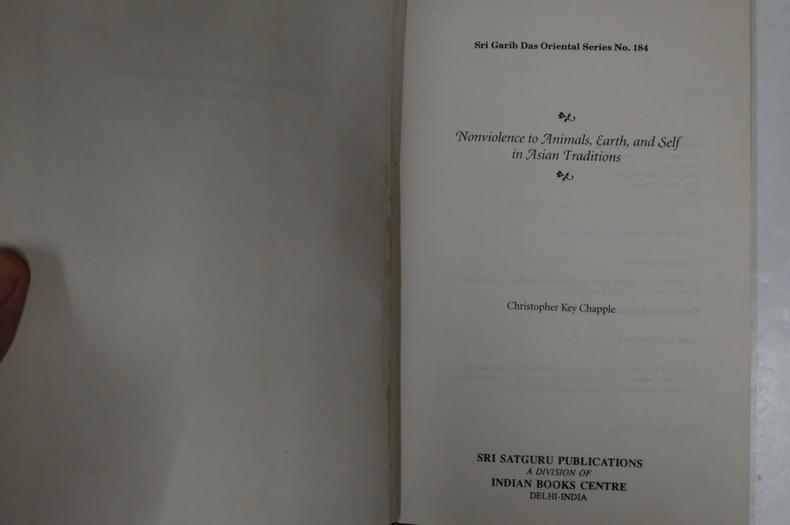 Sri Garib Das Oriental Series No. 184
Nonviolence to Animals, Earth, and Self
in Asian Traditions
Christopher Key Chapple
SRI SATGURU PUBLICATIONS
A DIVISION OF
INDIAN BOOKS CENTRE
DELHI-INDIA